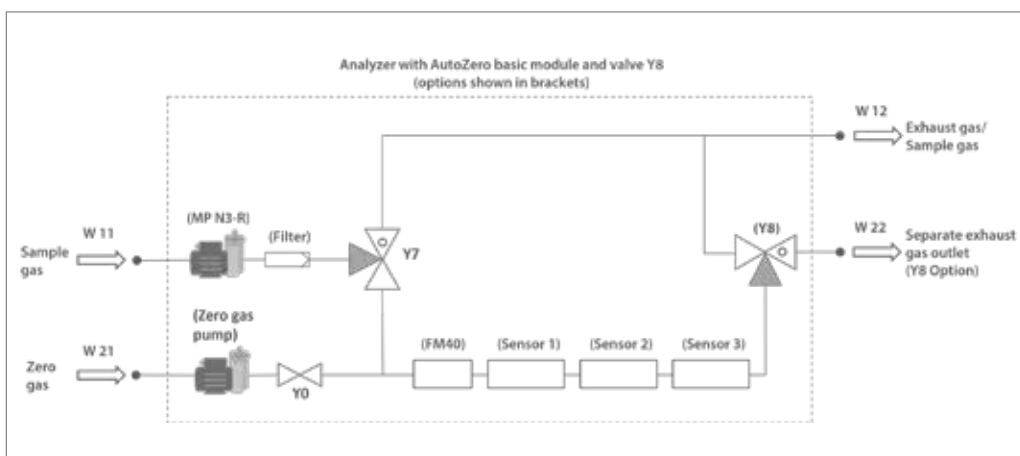 Analyzer with AutoZero basic module and valve Y8
(options shown in brackets)
W 12
Exhaust gas/
Sample gas
(MP N3-R)
(Filter)
W 11
Sample
gas
Y7
(Y8)
W 22
Separate exhaust
gas outlet
(Y8 Option)
(Zero gas
pump)
W 21
Zero
gas
Y0
(FM40)
(Sensor 1)
(Sensor 2)
(Sensor 3)